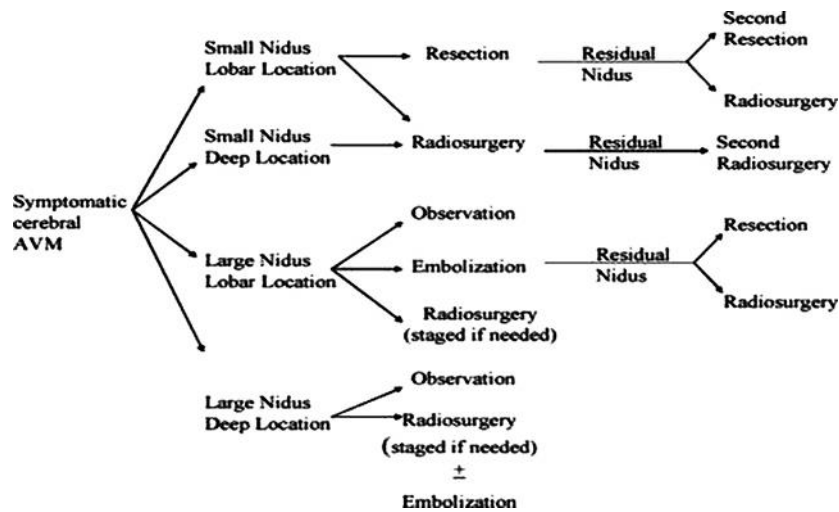 Symptomatic
cerebral
AVM
Small Nidus
Lobar Location
Resection
Residual
Nidus
Second
Resection
Radiosurgery
Small Nidus
Deep Location
Radiosurgery
Residual
Nidus
Second
Radiosurgery
Large Nidus
Lobar Location
Observation
Embolization
Residual
Nidus
Resection
Radiosurgery
Radiosurgery
(staged if needed)
Large Nidus
Deep Location
Observation
Radiosurgery
(staged if needed)
±
Embolization